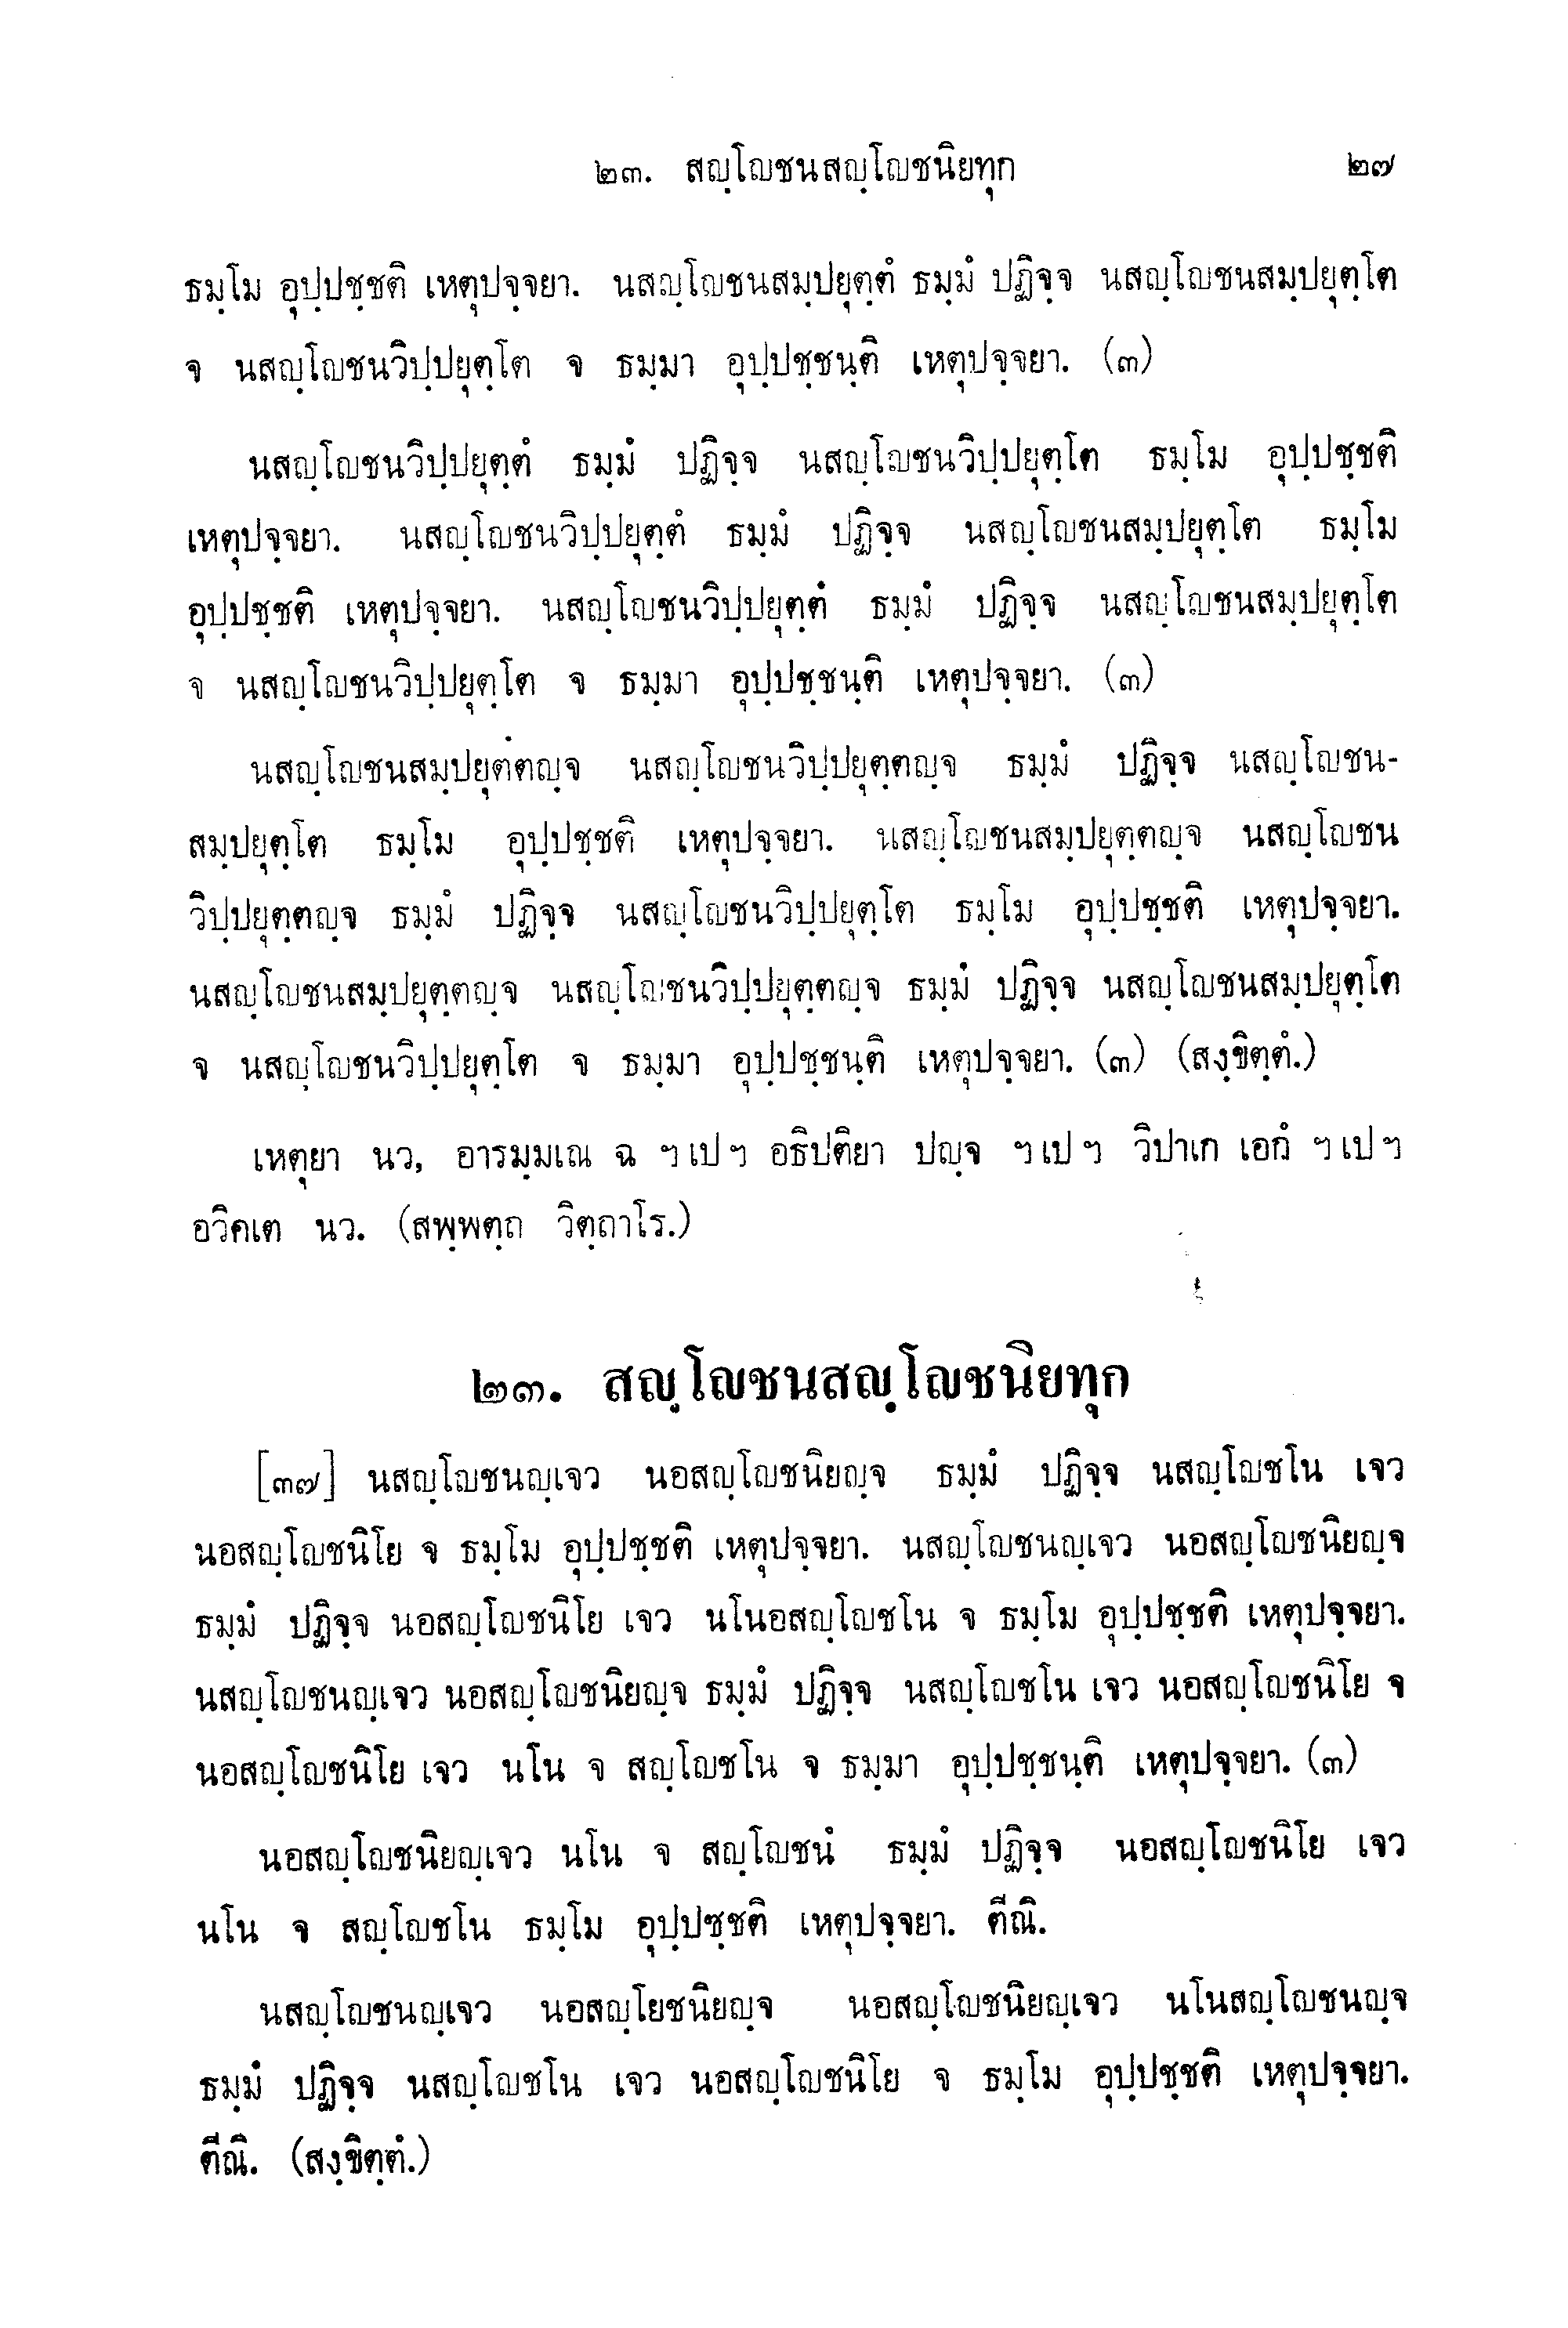 ๒๓. สญฺโญชนสญฺโญชนิยทุก ๒๗
ธมฺโม อุปฺปชฺชติ เหตุปจฺจยา. นสญฺโญชนสมฺปยุตฺตํ ธมฺมํ ปฏิจฺจ นสญฺโญชนสมฺปยุตฺโต
จ นสญฺโญชนวิปฺปยุตฺโต จ ธมฺมา อุปฺปชฺชนฺติ เหตุปจฺจยา. (๓)
นสญฺโญชนวิปฺปยุตฺตํ ธมฺมํ ปฏิจฺจ นสญฺโญชนวิปฺปยุตฺโต ธมฺโม อุปฺปชฺชติ
เหตุปจฺจยา. นสญฺโญชนวิปฺปยุตฺตํ ธมฺมํ ปฏิจฺจ นสญฺโญชนสมฺปยุตฺโต ธมฺโม
อุปฺปชฺชติ เหตุปจฺจยา. นสญฺโญชนวิปฺปยุตฺตํ ธมฺมํ ปฏิจฺจ นสญฺโญชนสมฺปยุตฺโต
จ นสญฺโญชนวิปฺปยุตฺโต จ ธมฺมา อุปฺปชฺชนฺติ เหตุปจฺจยา. (๓)
นสญฺโญชนสมฺปยุตํตญฺจ นสญฺโญชนวิปฺปยุตฺตญฺจ ธมฺมํ ปฏิจฺจ นสญฺโญชน-
สมฺปยุตฺโต ธมฺโม อุปฺปชฺชติ เหตุปจฺจยา. นสญฺโญชนสมฺปยุตฺตญฺจ นสญฺโญชน
วิปฺปยุตฺตญฺจ ธมฺมํ ปฏิจฺจ นสญฺโญชนวิปฺปยุตฺโต ธมฺโม อุปฺปชฺชติ เหตุปจฺจยา.
นสญฺโญชนสมฺปยุตฺตญฺจ นสญฺโญชนวิปฺปยุตฺตญฺจ ธมฺมํ ปฏิจฺจ นสญฺโญชนสมฺปยุตฺโต
จ นสญฺโญชนวิปฺปยุตฺโต จ ธมฺมา อุปฺปชฺชนฺติ เหตุปจฺจยา. (๓) (สงฺขิตฺตํ.)
เหตุยา นว, อารมฺมเณ ฉ ฯเปฯ อธิปติยา ปญฺจ ฯเปฯ วิปาเก เอกํ ฯเปฯ
อวิคเต นว. (สพฺพตฺถ วิตฺถาโร.)
๒๓. สญฺโญชนสญฺโญชนิยทุก
[๓๗] นสญฺโญชนญฺเจว นอสญฺโญชนิยญฺจ ธมฺมํ ปฏิจฺจ นสญฺโญชโน เจว
นอสญฺโญชนิโย จ ธมฺโม อุปฺปชฺชติ เหตุปจฺจยา. นสญฺโญชนญฺเจว นอสญฺโญชนิยญฺจ
ธมฺมํ ปฏิจฺจ นอสญฺโญชนิโย เจว นโนอสญฺโญชโน จ ธมฺโม อุปฺปชฺชติ เหตุปจฺจยา.
นสญฺโญชนญฺเจว นอสญฺโญชนิยญฺจ ธมฺมํ ปฏิจฺจ นสญฺโญชโน เจว นอสญฺโญชนิโย จ
นอสญฺโญชนิโย เจว นโน จ สญฺโญชโน จ ธมฺมา อุปฺปชฺชนฺติ เหตุปจฺจยา. (๓)
นอสญฺโญชนิยญฺเจว นโน จ สญฺโญชนํ ธมฺมํ ปฏิจฺจ นอสญฺโญชนิโย เจว
นโน จ สญฺโญชโน ธมฺโม อุปฺปซฺชติ เหตุปจฺจยา. ตีณิ.
นสญฺโญชนญฺเจว นอสญฺโยชนิยญฺจ นอสญฺโญชนิยญฺเจว นโนสญฺโญชนญฺจ
ธมฺมํ ปฏิจฺจ นสญฺโญชโน เจว นอสญฺโญชนิโย จ ธมฺโม อุปฺปชฺชติ เหตุปจฺจยา.
ตีณิ. (สงฺขิตฺตํ.)